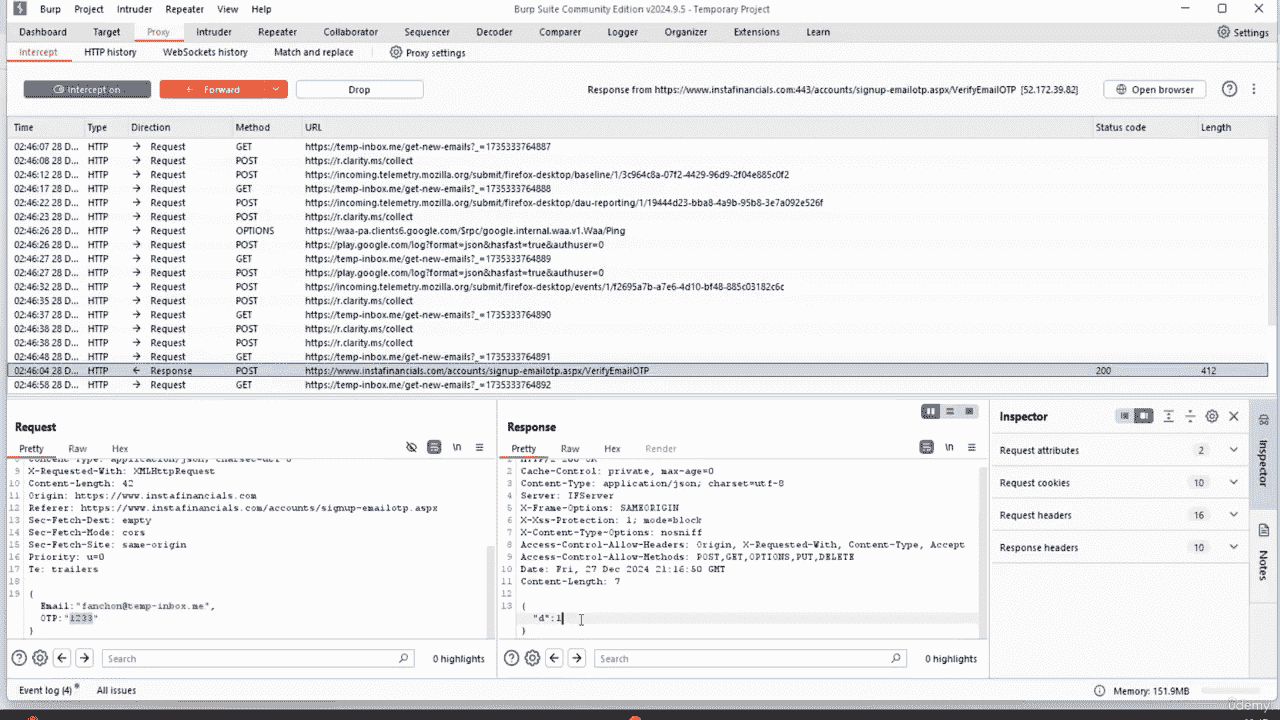 Burp Project Intruder Repeater View Help Burp Suite Community Edition v2024.9.5 - Temporary Project
Dashboard Target Proxy Intruder Repeater Collaborator Sequencer Decoder Comparer Logger Organizer Extensions Learn Settings
Intercept HTTP history WebSockets history Match and replace Proxy settings
Intercept on Forward Drop Response from https://www.instafinancials.com:443/accounts/signup-emailotp.aspx/VerifyEmailOTP [52.172.39.82] Open browser
Time Type Direction Method URL Status code Length
02:46:07 28 D... HTTP → Request GET https://temp-inbox.me/get-new-emails?_=1735333764887
02:46:08 28 D... HTTP → Request POST https://r.clarity.ms/collect
02:46:12 28 D... HTTP → Request POST https://incoming.telemetry.mozilla.org/submit/firefox-desktop/baseline/1/3c964c8a-07f2-4429-96d9-2f04e885c0f2
02:46:17 28 D... HTTP → Request GET https://temp-inbox.me/get-new-emails?_=1735333764888
02:46:22 28 D... HTTP → Request POST https://incoming.telemetry.mozilla.org/submit/firefox-desktop/dau-reporting/1/19444d23-bba8-4a9b-95b8-3e7a092e526f
02:46:23 28 D... HTTP → Request POST https://r.clarity.ms/collect
02:46:26 28 D... HTTP → Request OPTIONS https://waa-pa.clients6.google.com/$rpc/google.internal.waa.v1.Waa/Ping
02:46:26 28 D... HTTP → Request POST https://play.google.com/log?format=json&hasfast=true&authuser=0
02:46:27 28 D... HTTP → Request GET https://temp-inbox.me/get-new-emails?_=1735333764889
02:46:27 28 D... HTTP → Request POST https://play.google.com/log?format=json&hasfast=true&authuser=0
02:46:32 28 D... HTTP → Request POST https://incoming.telemetry.mozilla.org/submit/firefox-desktop/events/1/f2695a7b-a7e6-4d10-bf48-885c03182c6c
02:46:35 28 D... HTTP → Request POST https://r.clarity.ms/collect
02:46:37 28 D... HTTP → Request GET https://temp-inbox.me/get-new-emails?_=1735333764890
02:46:38 28 D... HTTP → Request POST https://r.clarity.ms/collect
02:46:38 28 D... HTTP → Request POST https://r.clarity.ms/collect
02:46:48 28 D... HTTP → Request GET https://temp-inbox.me/get-new-emails?_=1735333764891
02:46:04 28 D... HTTP ← Response POST https://www.instafinancials.com/accounts/signup-emailotp.aspx/VerifyEmailOTP 200 412
02:46:58 28 D... HTTP → Request GET https://temp-inbox.me/get-new-emails?_=1735333764892
Request
Pretty Raw Hex \n
8 Content-Type: application/json; charset=utf-8
9 X-Requested-With: XMLHttpRequest
10 Content-Length: 42
11 Origin: https://www.instafinancials.com
12 Referer: https://www.instafinancials.com/accounts/signup-emailotp.aspx
13 Sec-Fetch-Dest: empty
14 Sec-Fetch-Mode: cors
15 Sec-Fetch-Site: same-origin
16 Priority: u=0
17 Te: trailers
18
19 {
Email:"fanchon@temp-inbox.me",
OTP:"1233"
}
Search 0 highlights
Response
Pretty Raw Hex Render \n
1 HTTP/2 200 OK
2 Cache-Control: private, max-age=0
3 Content-Type: application/json; charset=utf-8
4 Server: IFServer
5 X-Frame-Options: SAMEORIGIN
6 X-Xss-Protection: 1; mode=block
7 X-Content-Type-Options: nosniff
8 Access-Control-Allow-Headers: Origin, X-Requested-With, Content-Type, Accept
9 Access-Control-Allow-Methods: POST,GET,OPTIONS,PUT,DELETE
10 Date: Fri, 27 Dec 2024 21:16:50 GMT
11 Content-Length: 7
12
13 {
"d":1
}
Search 0 highlights
Inspector
Request attributes 2
Request cookies 10
Request headers 16
Response headers 10
Inspector
Notes
Event log (4) * All issues Memory: 151.9MB
Udemy